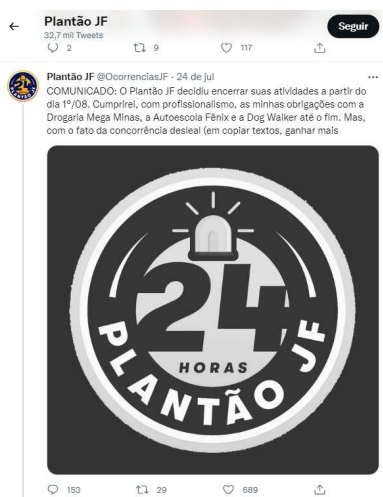 Plantão JF
32,7 mil Tweets
Seguir
2 9 117
Plantão JF @OcorrenciasJF · 24 de jul
COMUNICADO: O Plantão JF decidiu encerrar suas atividades a partir do
dia 1º/08. Cumprirei, com profissionalismo, as minhas obrigações com a
Drogaria Mega Minas, a Autoescola Fênix e a Dog Walker até o fim. Mas,
com o fato da concorrência desleal (em copiar textos, ganhar mais
24
HORAS
PLANTÃO JF
153 29 689